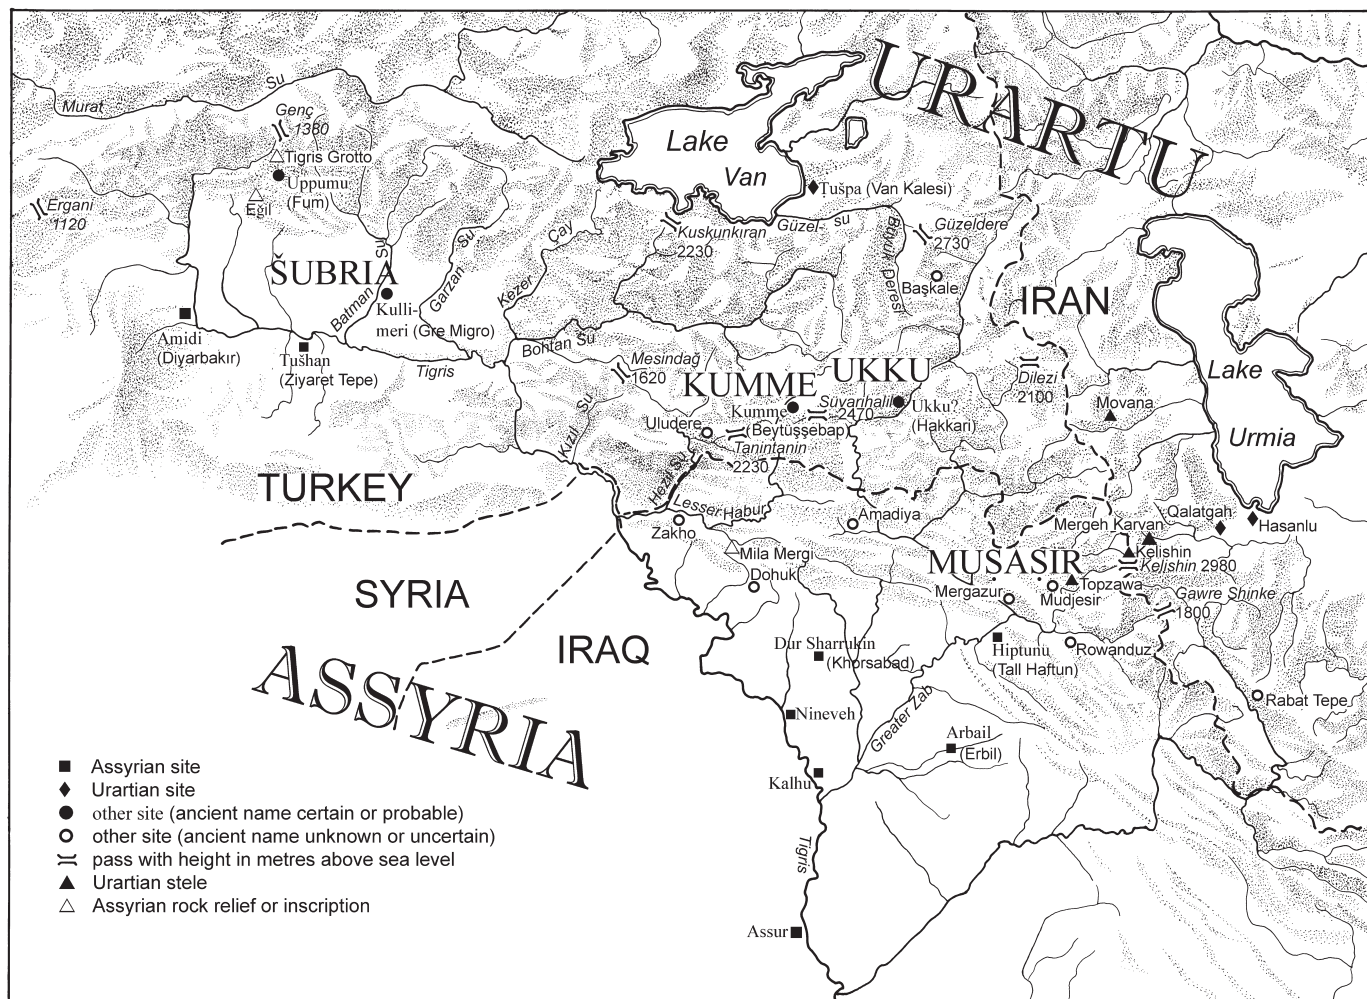 URARTU
Su
Murat
Genç
1380
Tigris Grotto
Uppumu
(Fum)
Eğil
Ergani
1120
Lake
Van
Tušpa (Van Kalesi)
Kuskunkıran
2230
Güzel-
su
Büyük Deresi
Güzeldere
2730
Başkale
ŠUBRIA
Batman
Su
Garzan
Su
Kezer
Çay
Kulli-
meri (Gre Migro)
IRAN
Amidi
(Diyarbakır)
Tušhan
(Ziyaret Tepe)
Tigris
Bohtan Su
Mesindağ
1620
KUMME
UKKU
Dilezi
2100
Lake
Urmia
Movana
Kumme
(Beytüşşebap)
Süvarihalil
2470
Ukku?
(Hakkari)
Uludere
Tanintanin
2230
Kızıl
Su
Hezil Su
TURKEY
Lesser Habur
Zakho
Amadiya
Mergeh Karvan
Qalatgah
Hasanlu
Mila Mergi
Dohuk
MUSASIR
Kelishin
Kelishin 2980
Topzawa
Mergazur
Mudjesir
Gawre Shinke
1800
SYRIA
IRAQ
Dur Sharrukin
(Khorsabad)
Hiptunu
(Tall Haftun)
Rowanduz
Rabat Tepe
ASSYRIA
Nineveh
Greater Zab
Arbail
(Erbil)
Kalhu
Tigris
Assur
Assyrian site
Urartian site
other site (ancient name certain or probable)
other site (ancient name unknown or uncertain)
pass with height in metres above sea level
Urartian stele
Assyrian rock relief or inscription